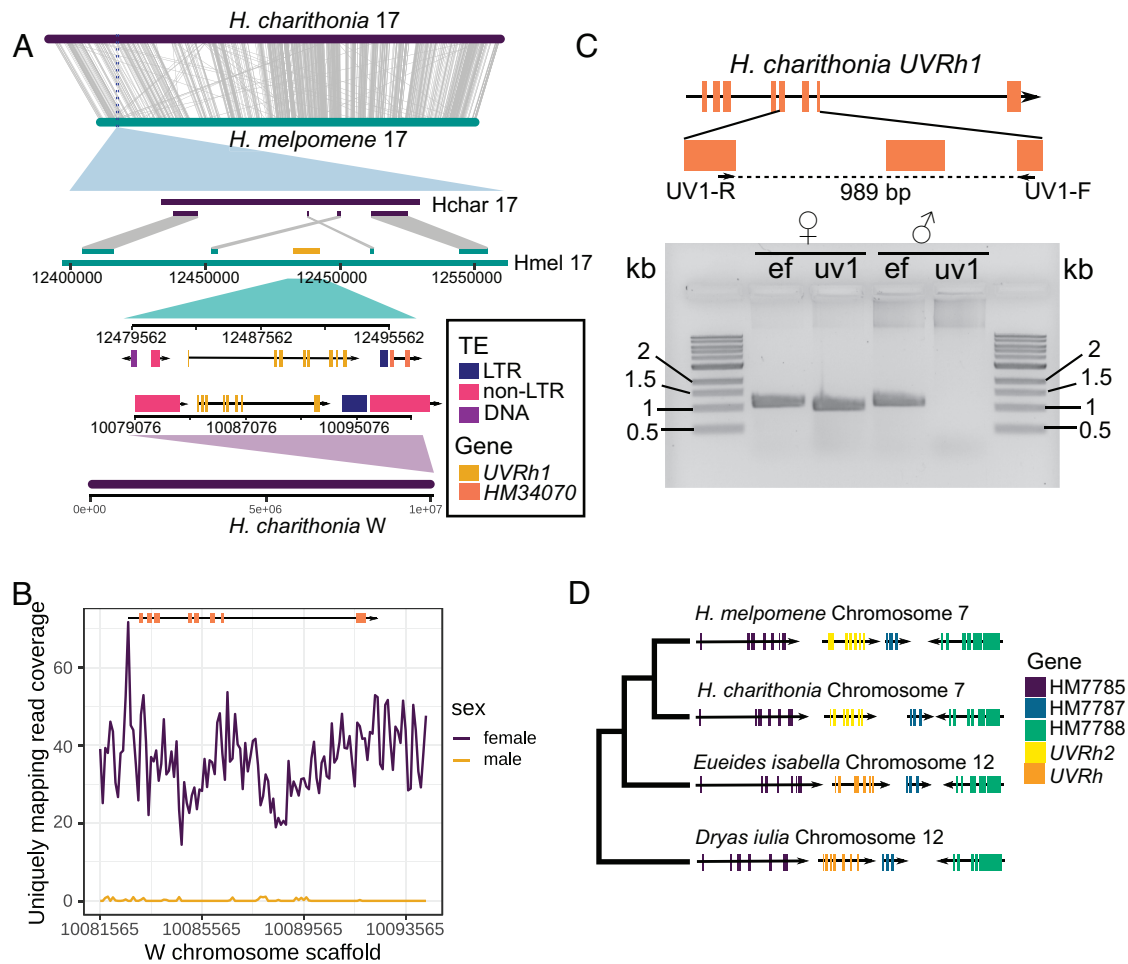 A
H. charithonia 17
H. melpomene 17
Hchar 17
Hmel 17
12400000 12450000 12450000 12550000
12479562 12487562 12495562
10079076 10087076 10095076
0e+00 5e+06 1e+07
H. charithonia W
TE
LTR
non-LTR
DNA
Gene
UVRh1
HM34070
C
H. charithonia UVRh1
UV1-R 989 bp UV1-F
♀ ♂
kb ef uv1 ef uv1 kb
2 2
1.5 1.5
1 1
0.5 0.5
B
Uniquely mapping read coverage
60
40
20
0
10081565 10085565 10089565 10093565
W chromosome scaffold
sex
female
male
D
H. melpomene Chromosome 7
H. charithonia Chromosome 7
Eueides isabella Chromosome 12
Dryas iulia Chromosome 12
Gene
HM7785
HM7787
HM7788
UVRh2
UVRh